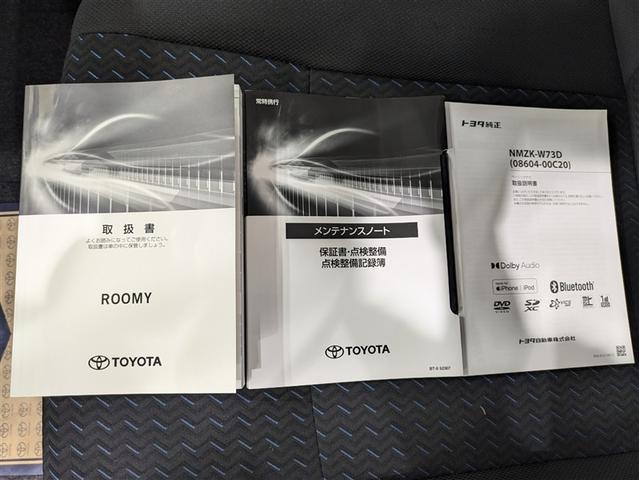 取扱書
よくお読みになってご使用ください。
取扱書は車の中に保管しましょう。
ROOMY
TOYOTA
常時携行
メンテナンスノート
保証書・点検整備
点検整備記録簿
TOYOTA
トヨタ純正
NMZK-W73D
(08604-00C20)
取扱説明書
Dolby Audio
iPhone | iPod
Bluetooth
DVD
VIDEO
SD
XC
トヨタ自動車株式会社